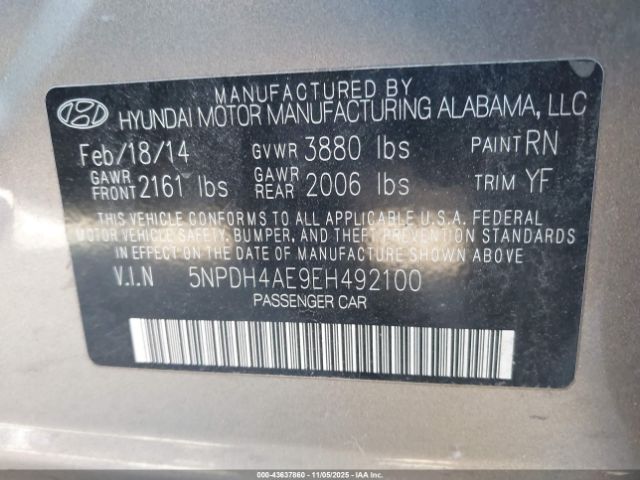 MANUFACTURED BY
HYUNDAI MOTOR MANUFACTURING ALABAMA, LLC
Feb/18/14 GVWR 3880 lbs PAINT RN
GAWR FRONT 2161 lbs GAWR REAR 2006 lbs TRIM YF
THIS VEHICLE CONFORMS TO ALL APPLICABLE U.S.A. FEDERAL
MOTOR VEHICLE SAFETY, BUMPER, AND THEFT PREVENTION
STANDARDS IN EFFECT ON THE DATE OF MANUFACTURE SHOWN ABOVE
V.I.N 5NPDH4AE9EH492100
PASSENGER CAR
000-43637860 - 11/05/2025 - Copyright © 2025 IAA, Inc.